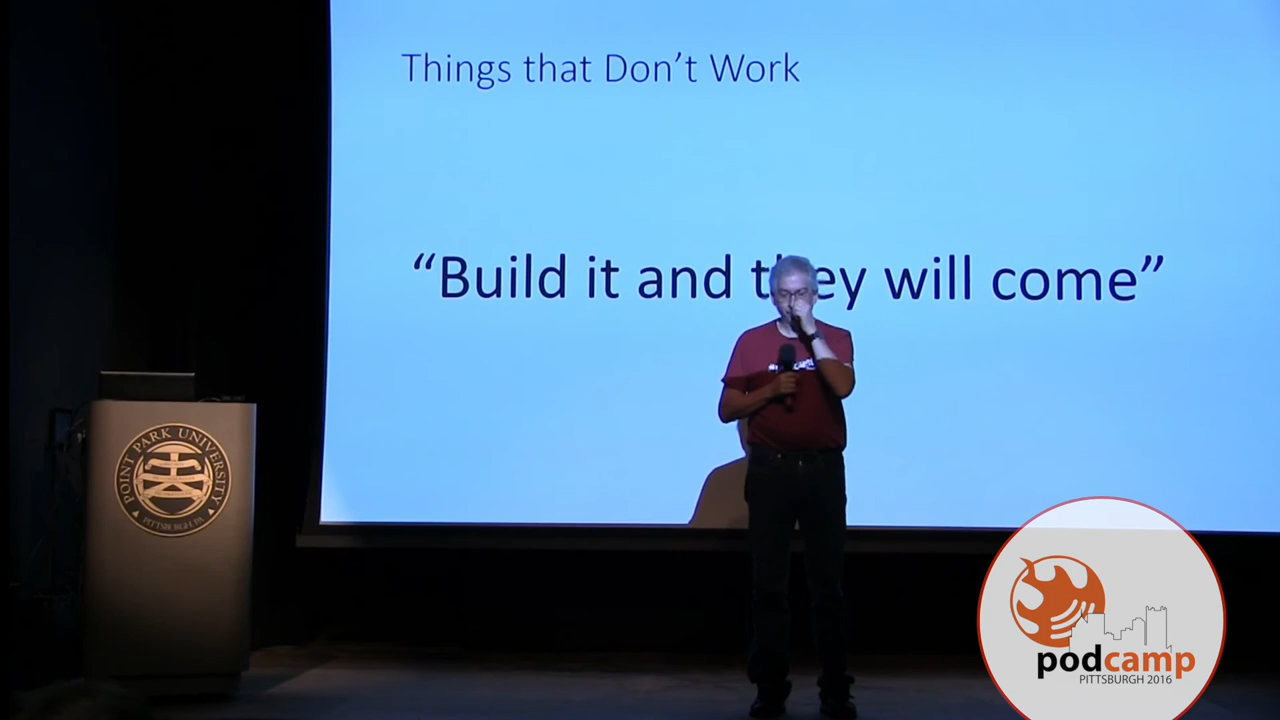 Things that Don't Work
“Build it and they will come”
POINT PARK UNIVERSITY
PITTSBURGH, PA
podcamp
PITTSBURGH 2016